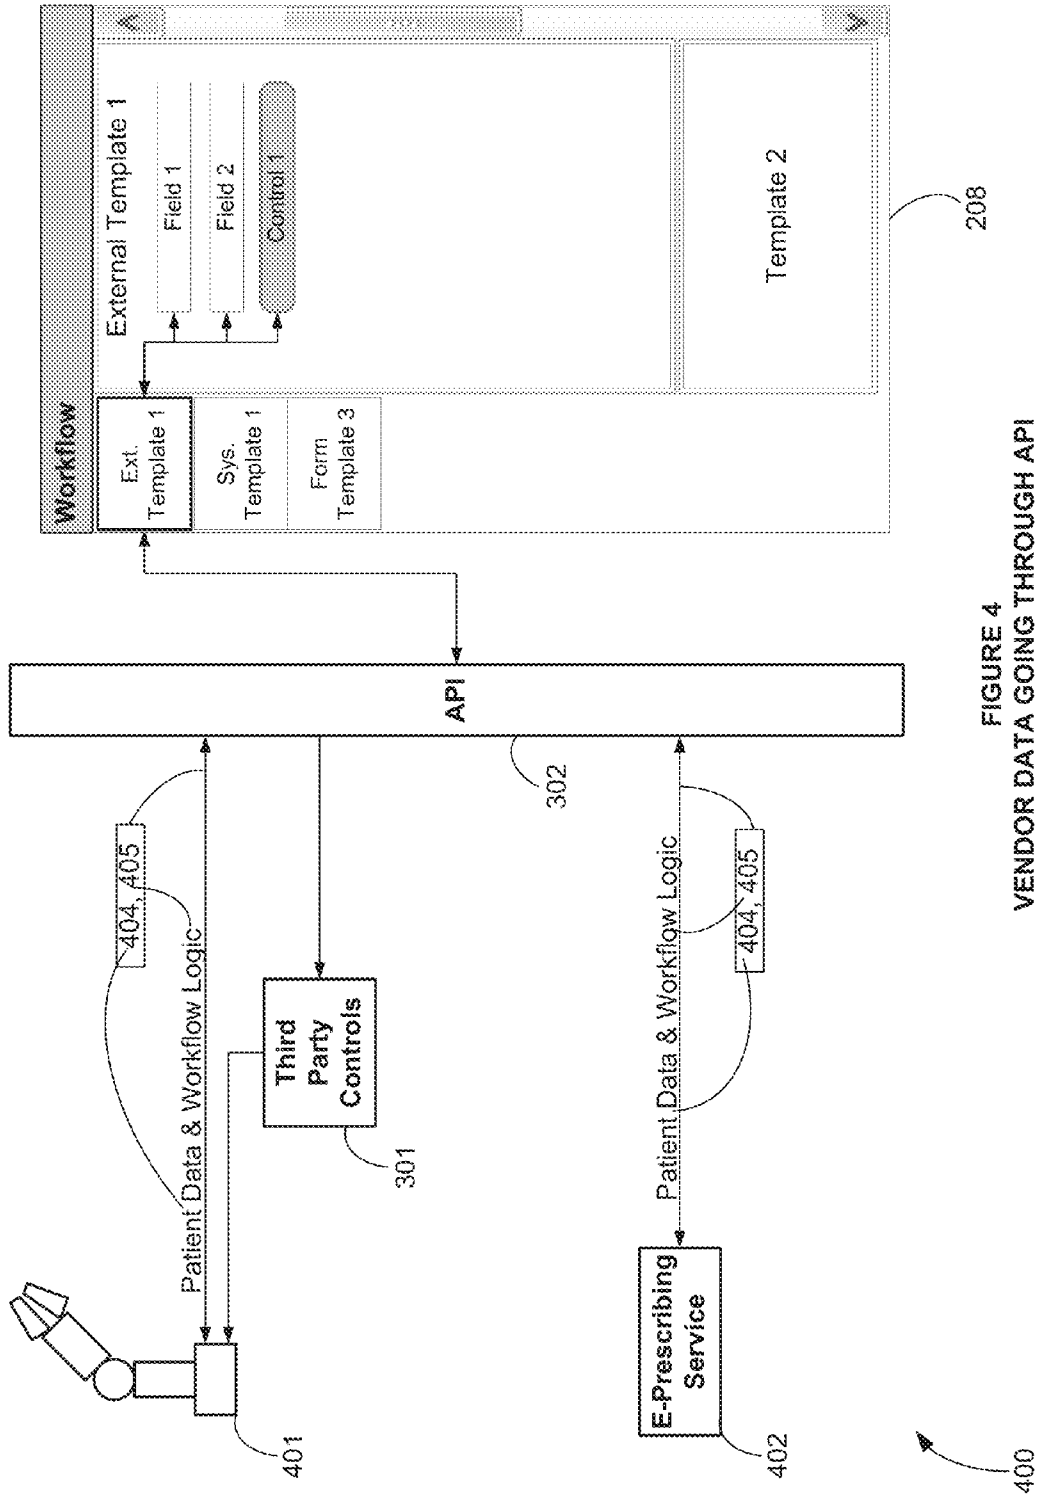 401
Patient Data & Workflow Logic
404, 405
Third
Party
Controls
301
402
E-Prescribing
Service
Patient Data & Workflow Logic
404, 405
API
302
Workflow
Ext.
Template 1
Sys.
Template 1
Form
Template 3
External Template 1
Field 1
Field 2
Control 1
Template 2
208
400
FIGURE 4
VENDOR DATA GOING THROUGH API